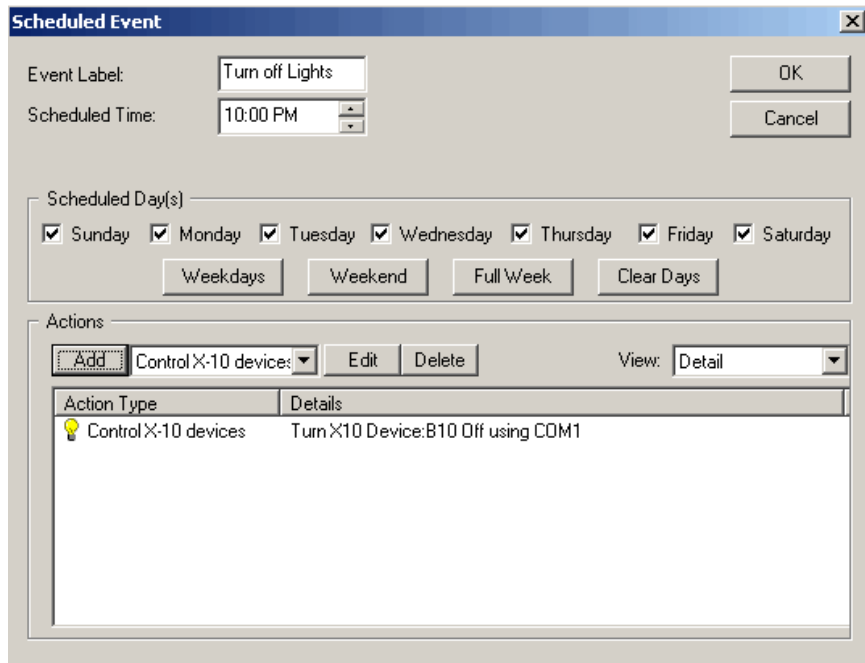 Scheduled Event
Event Label: Turn off Lights OK
Scheduled Time: 10:00 PM Cancel
Scheduled Day(s)
Sunday Monday Tuesday Wednesday Thursday Friday Saturday
Weekdays Weekend Full Week Clear Days
Actions
Add Control X-10 devices Edit Delete View: Detail
Action Type Details
Control X-10 devices Turn X10 Device:B10 Off using COM1